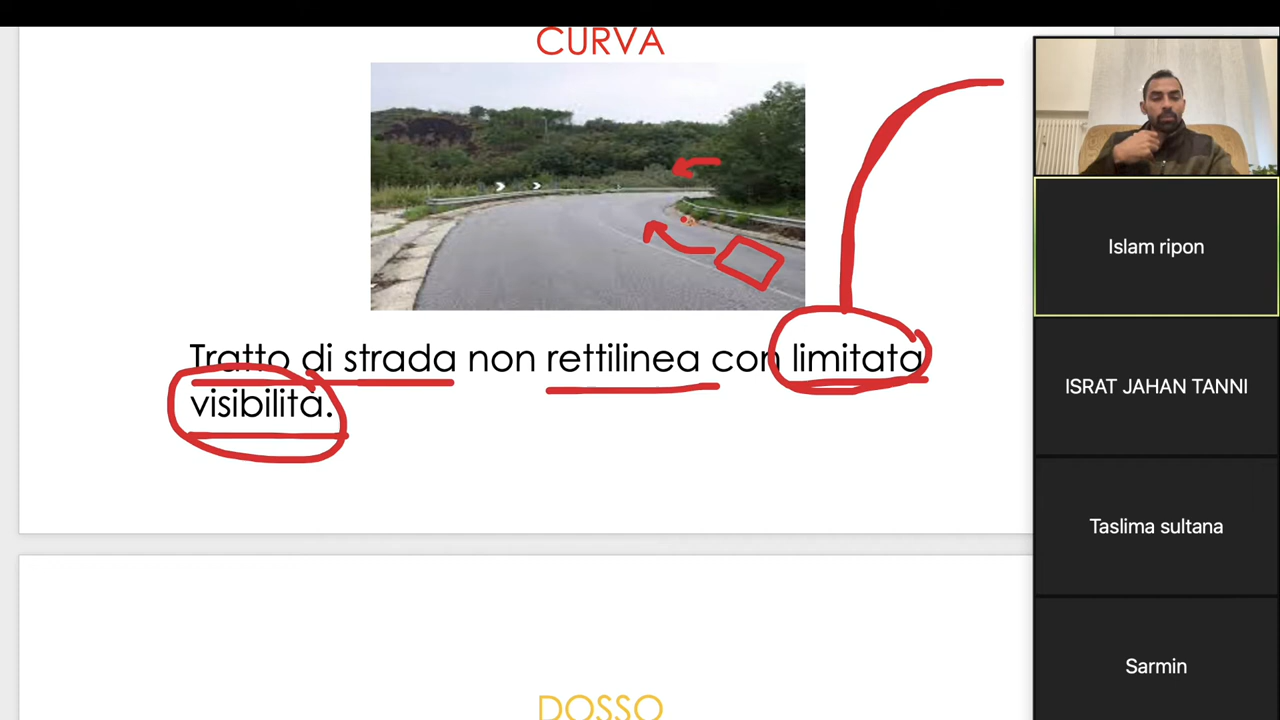 CURVA
Tratto di strada non rettilinea con limitata
visibilità.
DOSSO
Islam ripon
ISRAT JAHAN TANNI
Taslima sultana
Sarmin